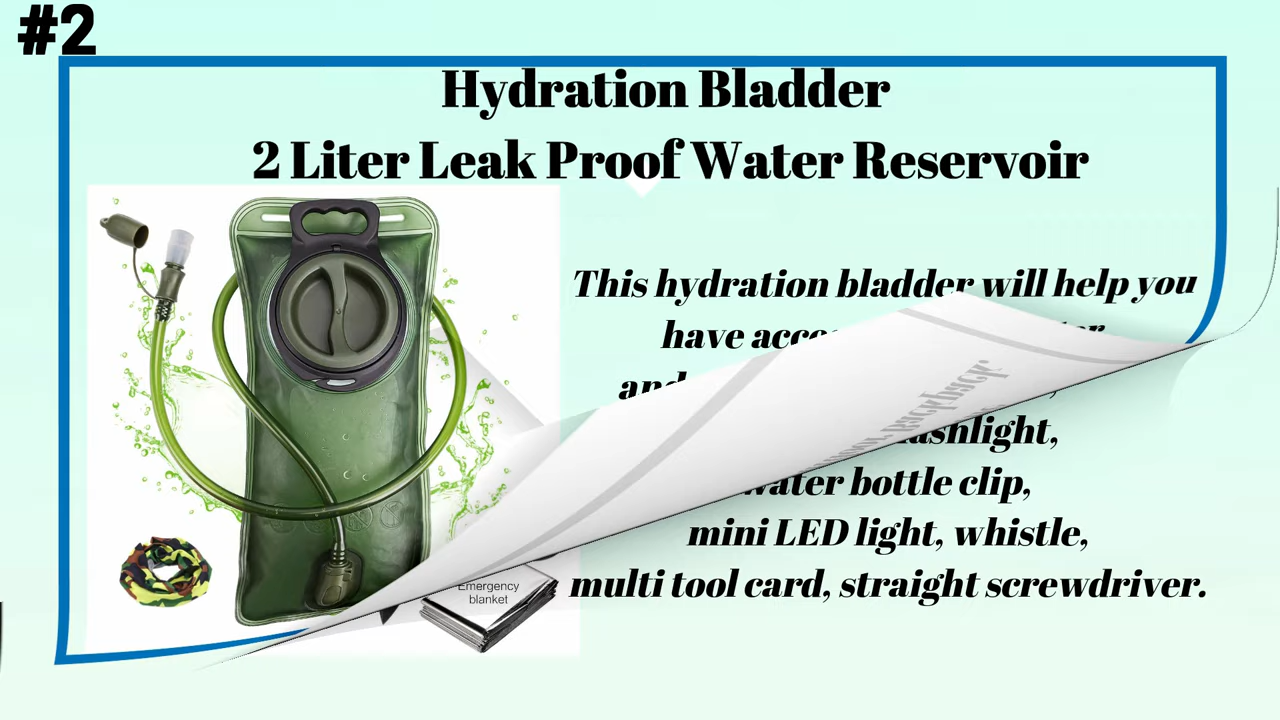 #2
Hydration Bladder
2 Liter Leak Proof Water Reservoir
This hydration bladder will help you
have
and
flashlight,
water bottle clip,
mini LED light, whistle,
multi tool card, straight screwdriver.
Emergency
blanket
backpack.